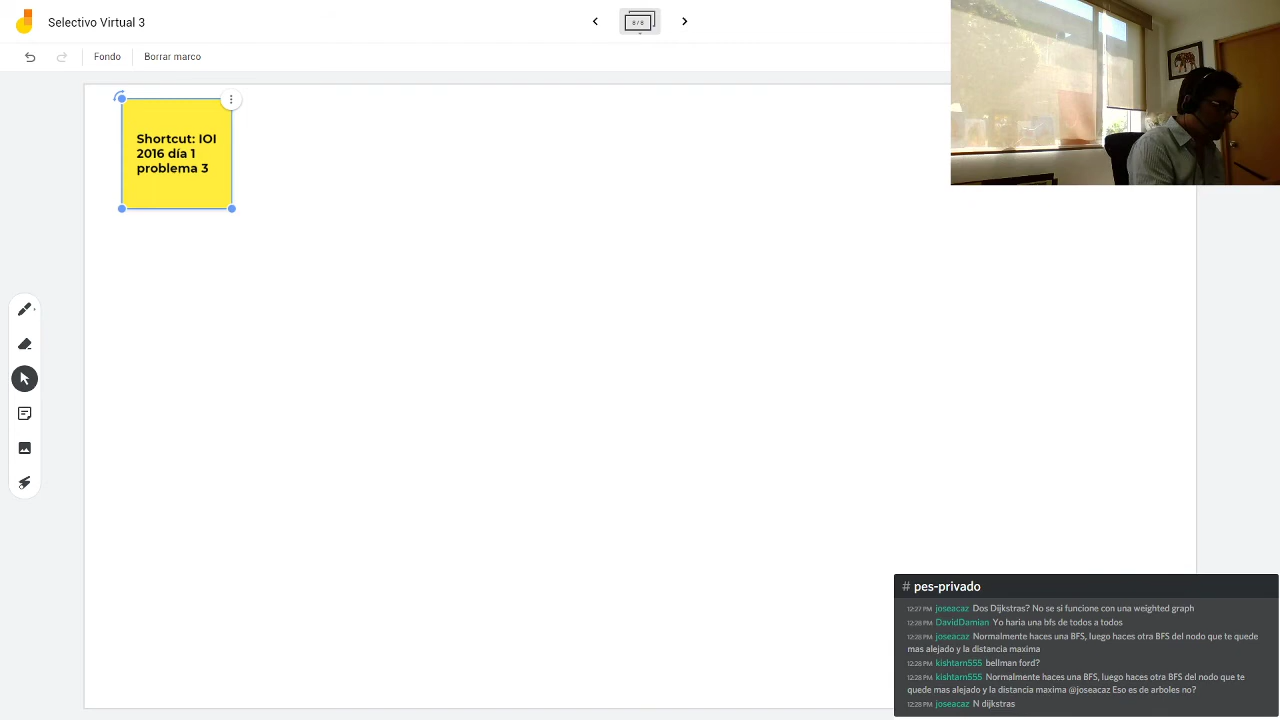 Selectivo Virtual 3
8 / 8
Fondo
Borrar marco
Shortcut: IOI
2016 día 1
problema 3
# pes-privado
12:27 PM joseacaz Dos Dijkstras? No se si funcione con una weighted graph
12:28 PM DavidDamian Yo haria una bfs de todos a todos
12:28 PM joseacaz Normalmente haces una BFS, luego haces otra BFS del nodo que te quede
mas alejado y la distancia maxima
12:28 PM kishtarn555 bellman ford?
12:28 PM kishtarn555 Normalmente haces una BFS, luego haces otra BFS del nodo que te
quede mas alejado y la distancia maxima @joseacaz Eso es de arboles no?
12:28 PM joseacaz N dijkstras